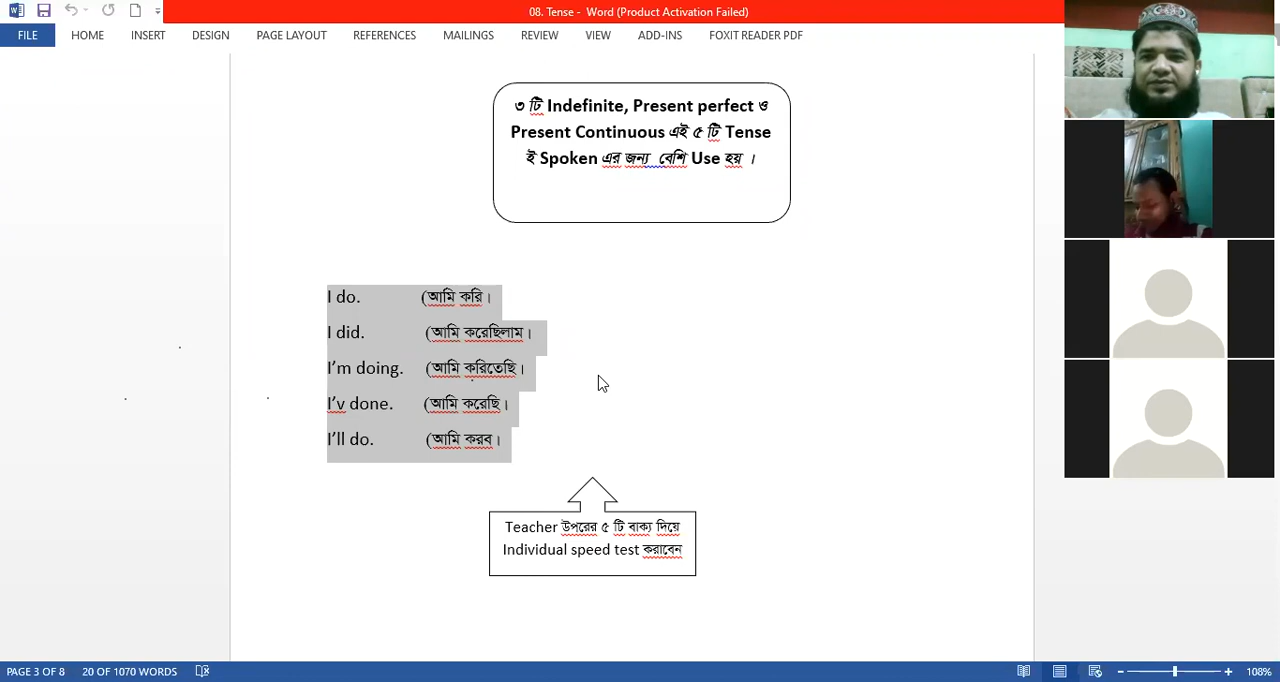 08. Tense - Word (Product Activation Failed)
FILE HOME INSERT DESIGN PAGE LAYOUT REFERENCES MAILINGS REVIEW VIEW ADD-INS FOXIT READER PDF
৩ টি Indefinite, Present perfect ও
Present Continuous এই ৫ টি Tense
ই Spoken এর জন্য বেশি Use হয় ।
I do. (আমি করি।
I did. (আমি করেছিলাম।
I’m doing. (আমি করিতেছি।
I’v done. (আমি করেছি।
I’ll do. (আমি করব।
Teacher উপরের ৫ টি বাক্য দিয়ে
Individual speed test করাবেন
PAGE 3 OF 8 20 OF 1070 WORDS 108%